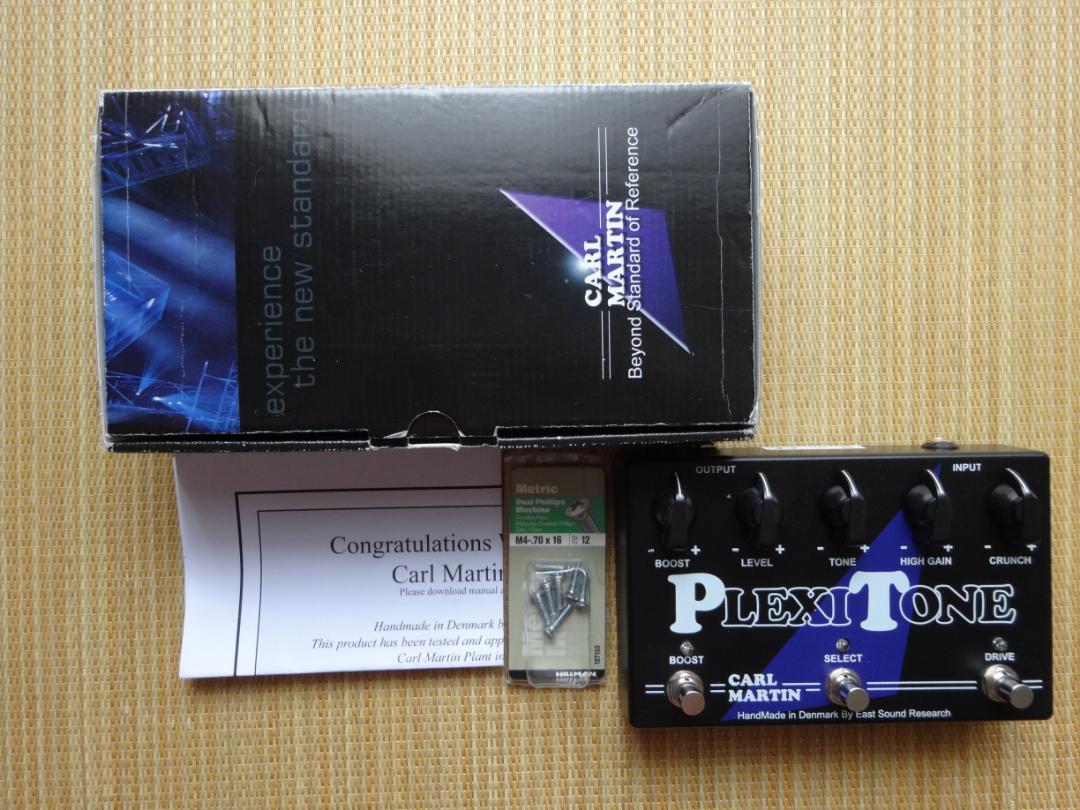 experience
the new standard
CARL
MARTIN
Beyond Standard of Reference
Congratulations
Carl Martin
Please download manual
Handmade in Denmark b
This product has been tested and app
Carl Martin Plant in
Metric
Oval Phillips
Machine
M4-.70 x 16 12
127153
HILLMAN
OUTPUT INPUT
- + - + - + - + - +
BOOST LEVEL TONE HIGH GAIN CRUNCH
PLEXITONE
BOOST SELECT DRIVE
CARL
MARTIN
HandMade in Denmark By East Sound Research